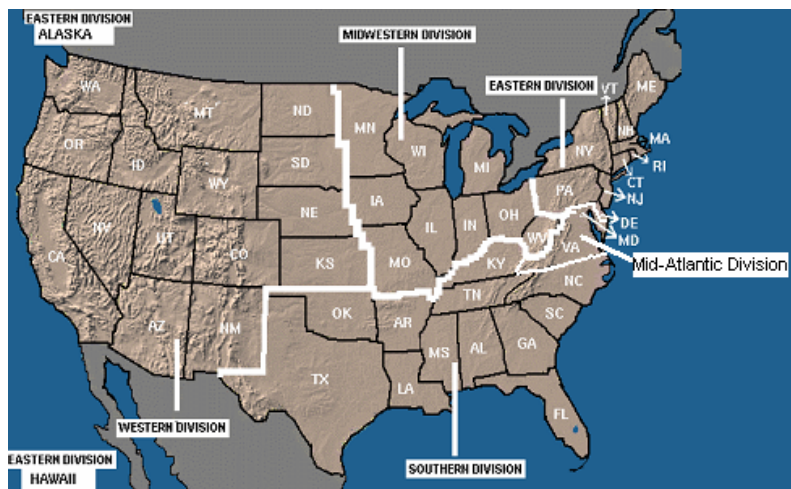 EASTERN DIVISION
ALASKA
MIDWESTERN DIVISION
EASTERN DIVISION
WA
MT
ND
MN
VT
ME
OR
ID
SD
WI
MI
NY
NH
MA
RI
WY
NE
IA
PA
CT
NJ
CA
NV
UT
CO
KS
IL
IN
OH
WV
VA
DE
MD
MO
KY
Mid-Atlantic Division
AZ
NM
OK
AR
TN
NC
SC
TX
LA
MS
AL
GA
FL
WESTERN DIVISION
SOUTHERN DIVISION
EASTERN DIVISION
HAWAII